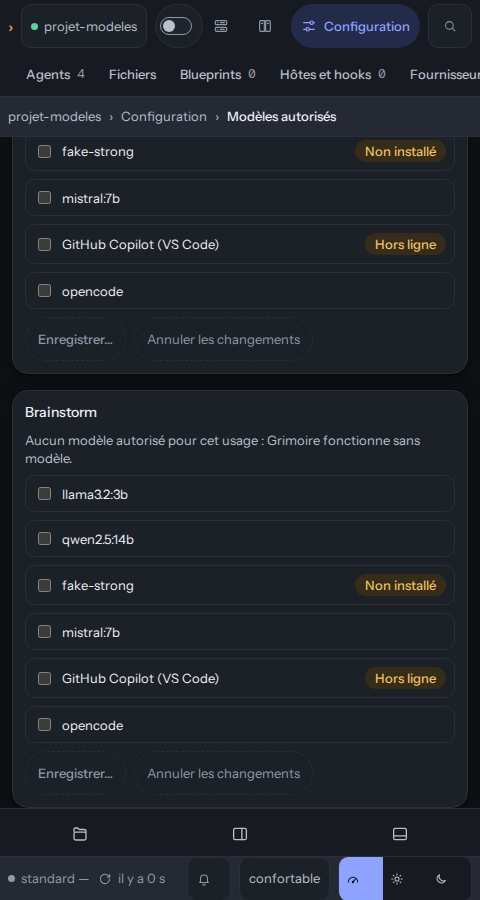 projet-modeles
Configuration
Agents 4
Fichiers
Blueprints 0
Hôtes et hooks 0
Fournisseur
projet-modeles › Configuration › Modèles autorisés
fake-strong
Non installé
mistral:7b
GitHub Copilot (VS Code)
Hors ligne
opencode
Enregistrer...
Annuler les changements
Brainstorm
Aucun modèle autorisé pour cet usage : Grimoire fonctionne sans
modèle.
llama3.2:3b
qwen2.5:14b
fake-strong
Non installé
mistral:7b
GitHub Copilot (VS Code)
Hors ligne
opencode
Enregistrer...
Annuler les changements
standard —
il y a 0 s
confortable